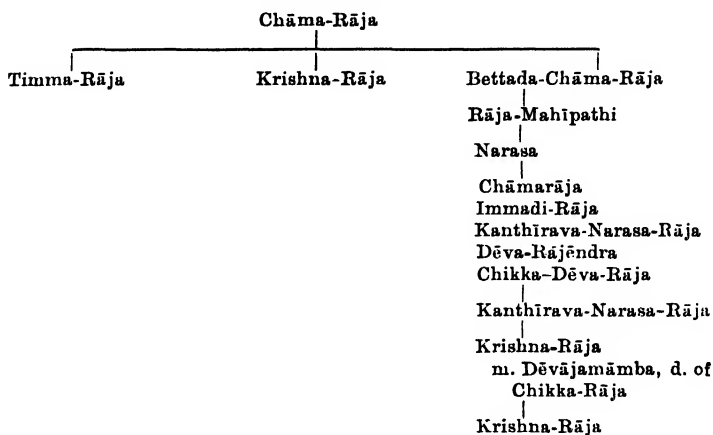 Chāma-Rāja
Timma-Rāja Krishna-Rāja Bettada-Chāma-Rāja
Rāja-Mahīpathi
Narasa
Chāmarāja
Immadi-Rāja
Kanthīrava-Narasa-Rāja
Dēva-Rājēndra
Chikka-Dēva-Rāja
Kanthīrava-Narasa-Rāja
Krishna-Rāja
m. Dēvājamāmba, d. of
Chikka-Rāja
Krishna-Rāja